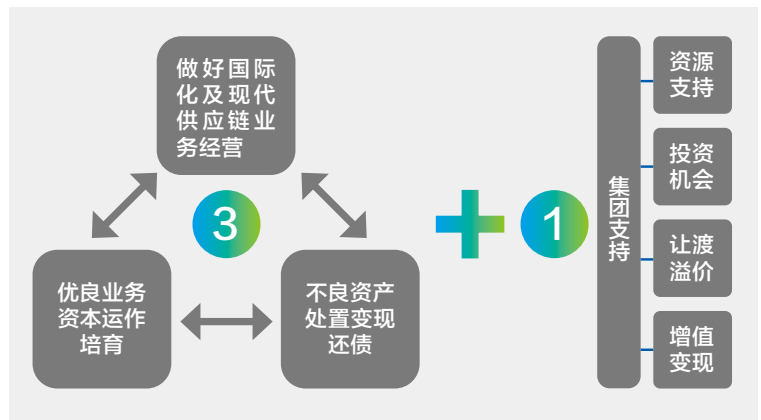 做好国际
化及现代
供应链业
务经营
3
优良业务
资本运作
培育
不良资产
处置变现
还债
1
集团支持
资源
支持
投资
机会
让渡
溢价
增值
变现